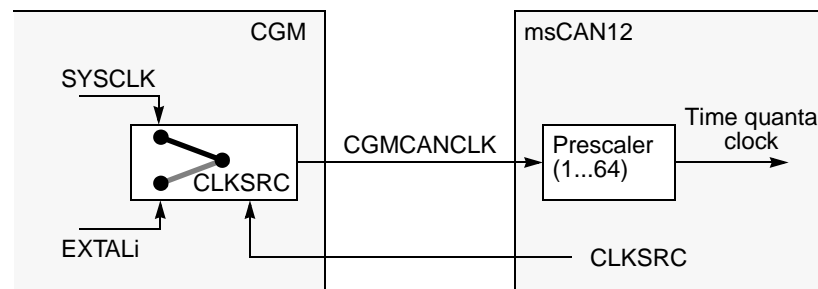 CGM
msCAN12
SYSCLK
CGMCANCLK
Time quanta
clock
Prescaler
(1...64)
CLKSRC
EXTALi
CLKSRC